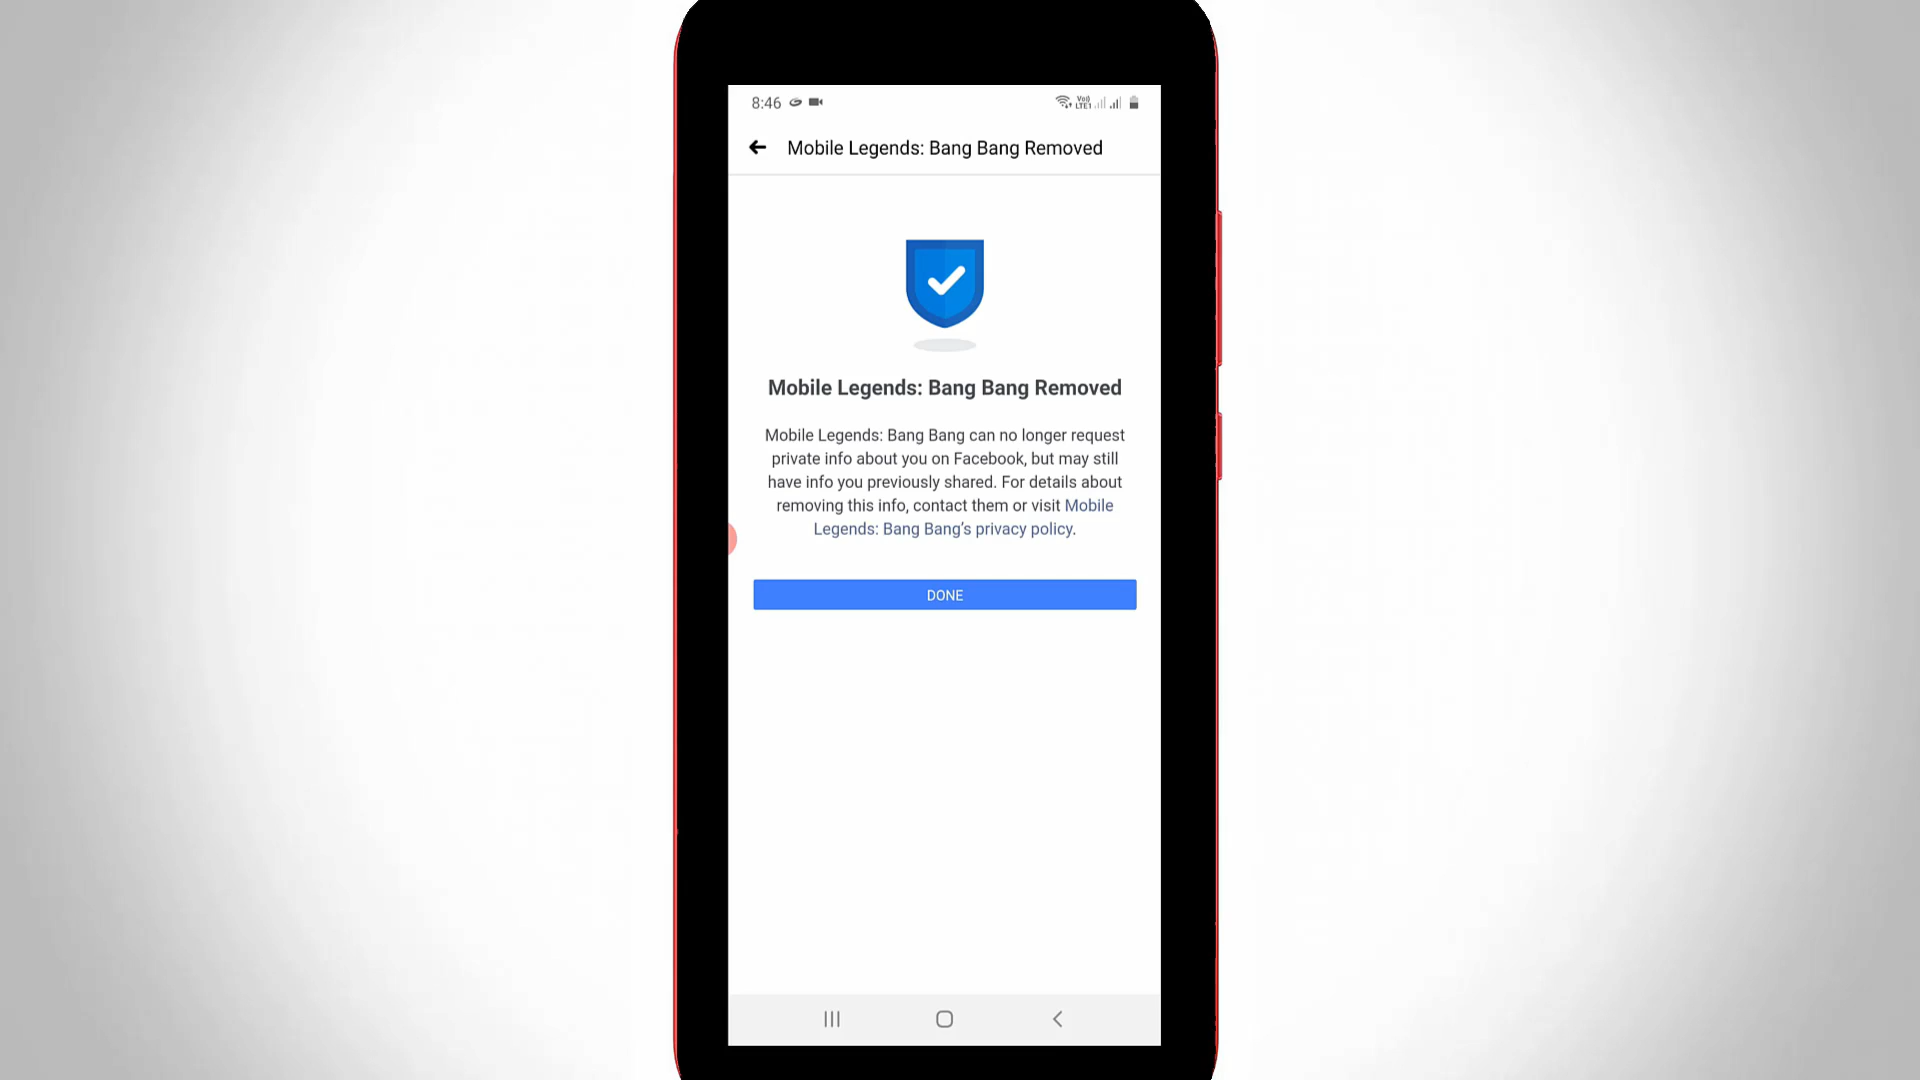 8:46
Vo)) LTE1
Mobile Legends: Bang Bang Removed
Mobile Legends: Bang Bang Removed
Mobile Legends: Bang Bang can no longer request
private info about you on Facebook, but may still
have info you previously shared. For details about
removing this info, contact them or visit Mobile
Legends: Bang Bang’s privacy policy.
DONE